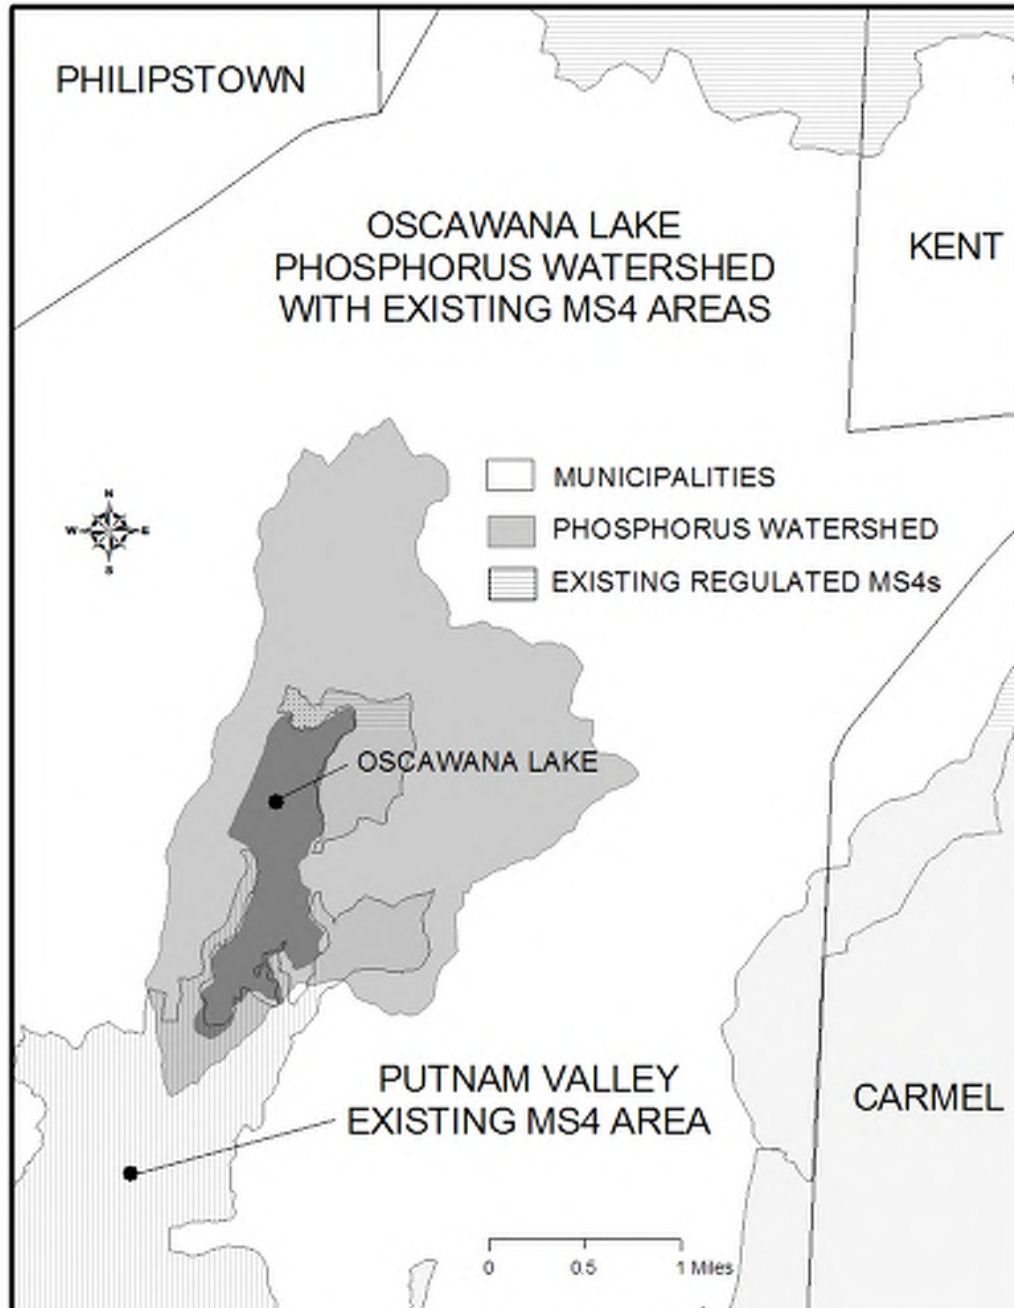 PHILIPSTOWN
OSCAWANA LAKE
PHOSPHORUS WATERSHED
WITH EXISTING MS4 AREAS
KENT
MUNICIPALITIES
PHOSPHORUS WATERSHED
EXISTING REGULATED MS4s
N
W E
S
OSCAWANA LAKE
PUTNAM VALLEY
EXISTING MS4 AREA
CARMEL
0 0.5 1 Miles